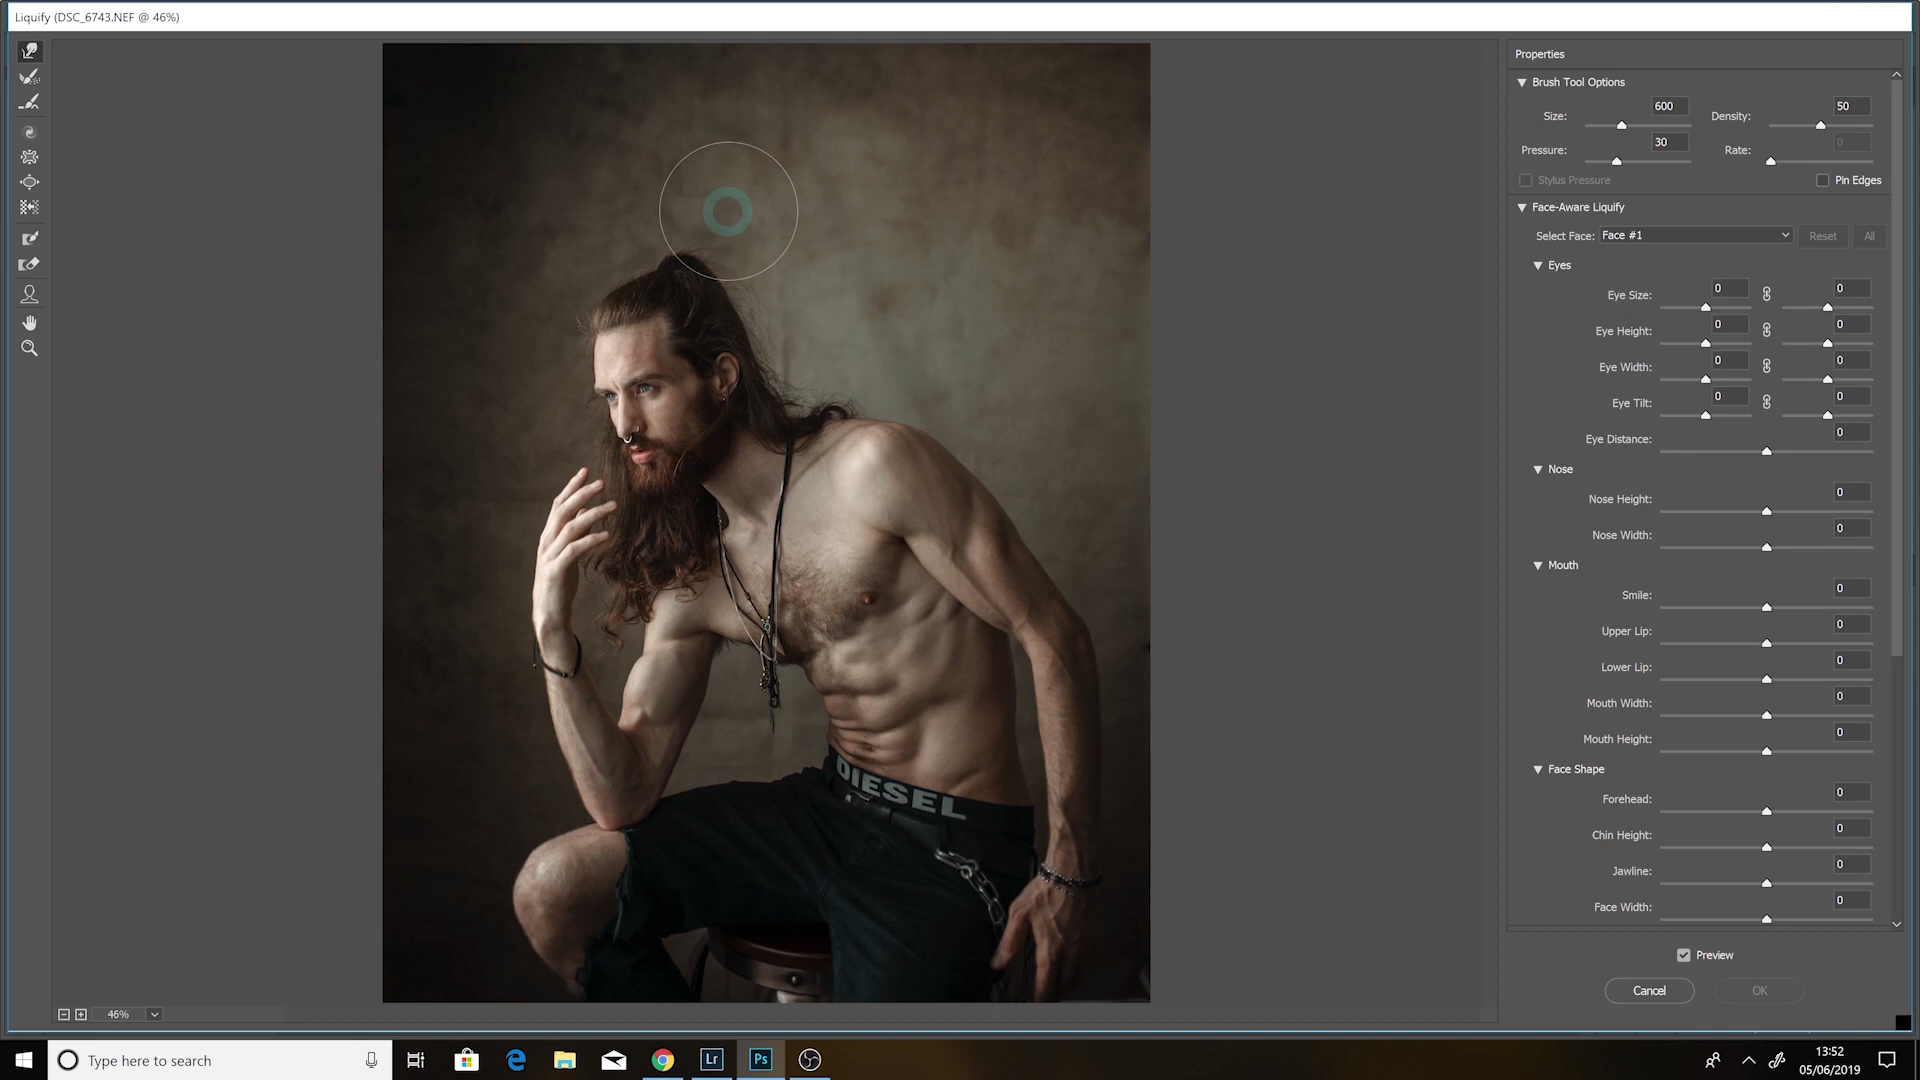 Liquify (DSC_6743.NEF @ 46%)
Properties
Brush Tool Options
Size: 600 Density: 50
Pressure: 30 Rate: 0
Stylus Pressure Pin Edges
Face-Aware Liquify
Select Face: Face #1 Reset All
Eyes
Eye Size: 0 0
Eye Height: 0 0
Eye Width: 0 0
Eye Tilt: 0 0
Eye Distance: 0
Nose
Nose Height: 0
Nose Width: 0
Mouth
Smile: 0
Upper Lip: 0
Lower Lip: 0
Mouth Width: 0
Mouth Height: 0
Face Shape
Forehead: 0
Chin Height: 0
Jawline: 0
Face Width: 0
Preview
Cancel OK
DIESEL
46%
Type here to search
Lr
Ps
13:52
05/06/2019